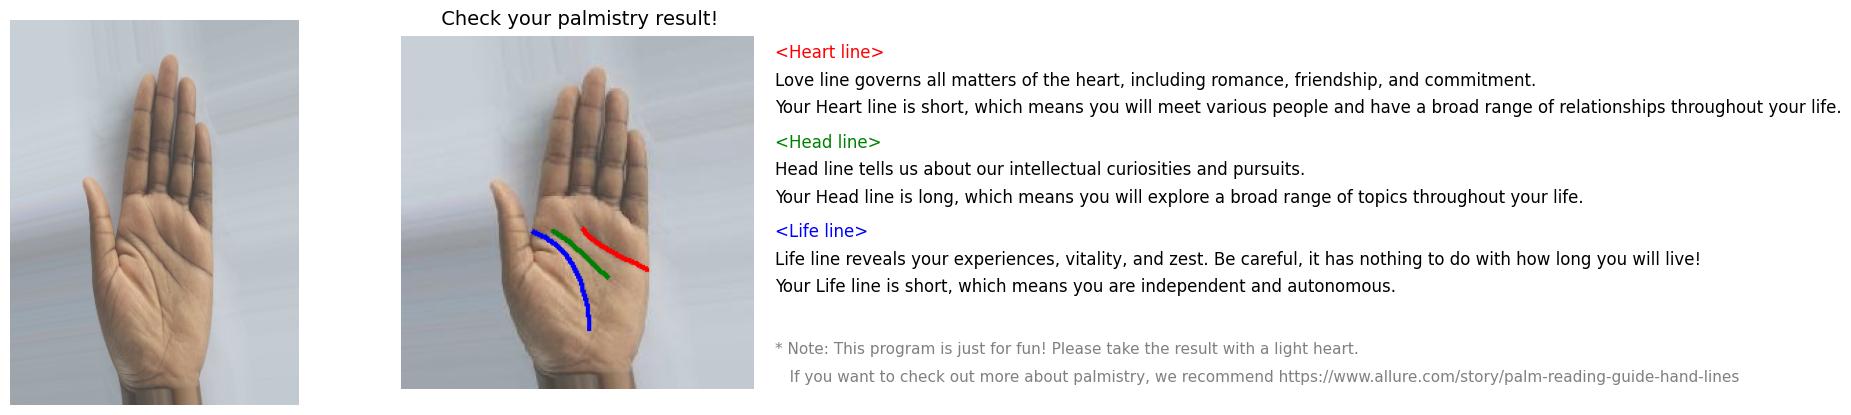 Check your palmistry result!
<Heart line>
Love line governs all matters of the heart, including romance, friendship, and commitment.
Your Heart line is short, which means you will meet various people and have a broad range of relationships throughout your life.
<Head line>
Head line tells us about our intellectual curiosities and pursuits.
Your Head line is long, which means you will explore a broad range of topics throughout your life.
<Life line>
Life line reveals your experiences, vitality, and zest. Be careful, it has nothing to do with how long you will live!
Your Life line is short, which means you are independent and autonomous.
* Note: This program is just for fun! Please take the result with a light heart.
If you want to check out more about palmistry, we recommend https://www.allure.com/story/palm-reading-guide-hand-lines